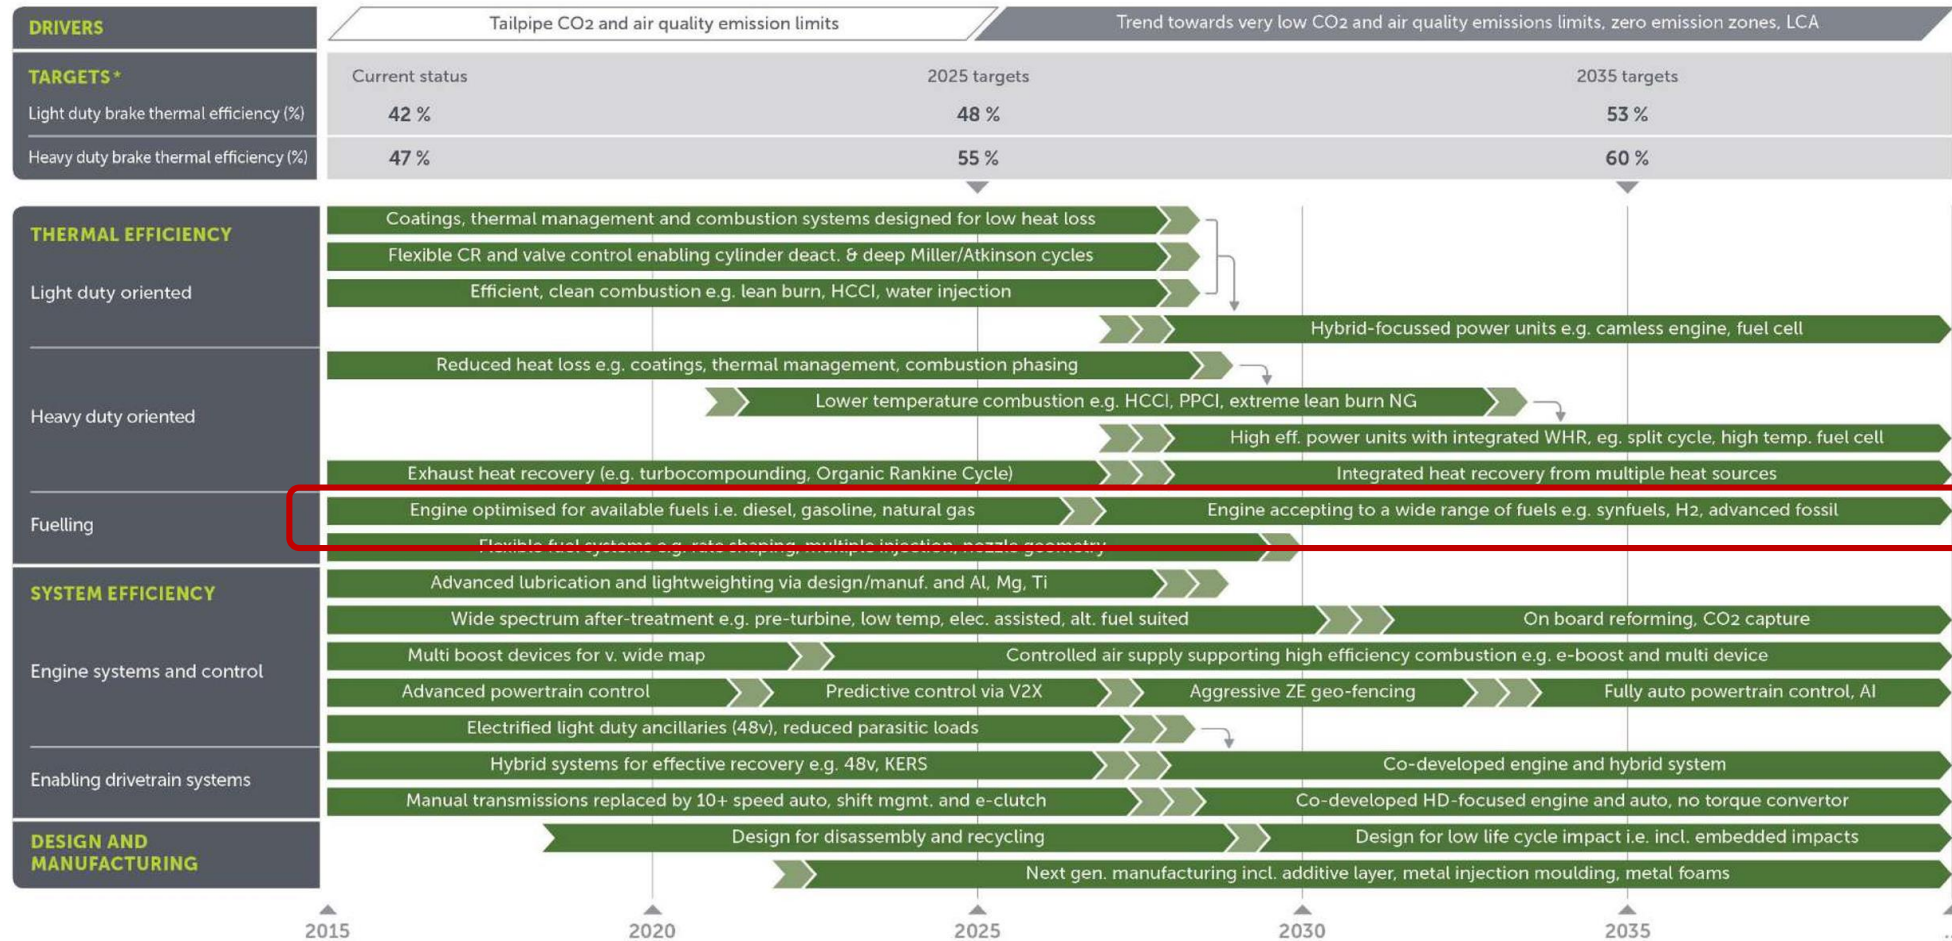 DRIVERS
Tailpipe CO2 and air quality emission limits
Trend towards very low CO2 and air quality emissions limits, zero emission zones, LCA
TARGETS*
Current status
2025 targets
2035 targets
Light duty brake thermal efficiency (%)
42 %
48 %
53 %
Heavy duty brake thermal efficiency (%)
47 %
55 %
60 %
THERMAL EFFICIENCY
Light duty oriented
Coatings, thermal management and combustion systems designed for low heat loss
Flexible CR and valve control enabling cylinder deact. & deep Miller/Atkinson cycles
Efficient, clean combustion e.g. lean burn, HCCI, water injection
Hybrid-focussed power units e.g. camless engine, fuel cell
Heavy duty oriented
Reduced heat loss e.g. coatings, thermal management, combustion phasing
Lower temperature combustion e.g. HCCI, PPCI, extreme lean burn NG
High eff. power units with integrated WHR, eg. split cycle, high temp. fuel cell
Exhaust heat recovery (e.g. turbocompounding, Organic Rankine Cycle)
Integrated heat recovery from multiple heat sources
Fuelling
Engine optimised for available fuels i.e. diesel, gasoline, natural gas
Engine accepting to a wide range of fuels e.g. synfuels, H2, advanced fossil
Flexible fuel systems e.g. rate shaping, multiple injection, nozzle geometry
SYSTEM EFFICIENCY
Engine systems and control
Advanced lubrication and lightweighting via design/manuf. and Al, Mg, Ti
Wide spectrum after-treatment e.g. pre-turbine, low temp, elec. assisted, alt. fuel suited
On board reforming, CO2 capture
Multi boost devices for v. wide map
Controlled air supply supporting high efficiency combustion e.g. e-boost and multi device
Advanced powertrain control
Predictive control via V2X
Aggressive ZE geo-fencing
Fully auto powertrain control, AI
Electrified light duty ancillaries (48v), reduced parasitic loads
Enabling drivetrain systems
Hybrid systems for effective recovery e.g. 48v, KERS
Co-developed engine and hybrid system
Manual transmissions replaced by 10+ speed auto, shift mgmt. and e-clutch
Co-developed HD-focused engine and auto, no torque convertor
DESIGN AND
MANUFACTURING
Design for disassembly and recycling
Design for low life cycle impact i.e. incl. embedded impacts
Next gen. manufacturing incl. additive layer, metal injection moulding, metal foams
2015
2020
2025
2030
2035